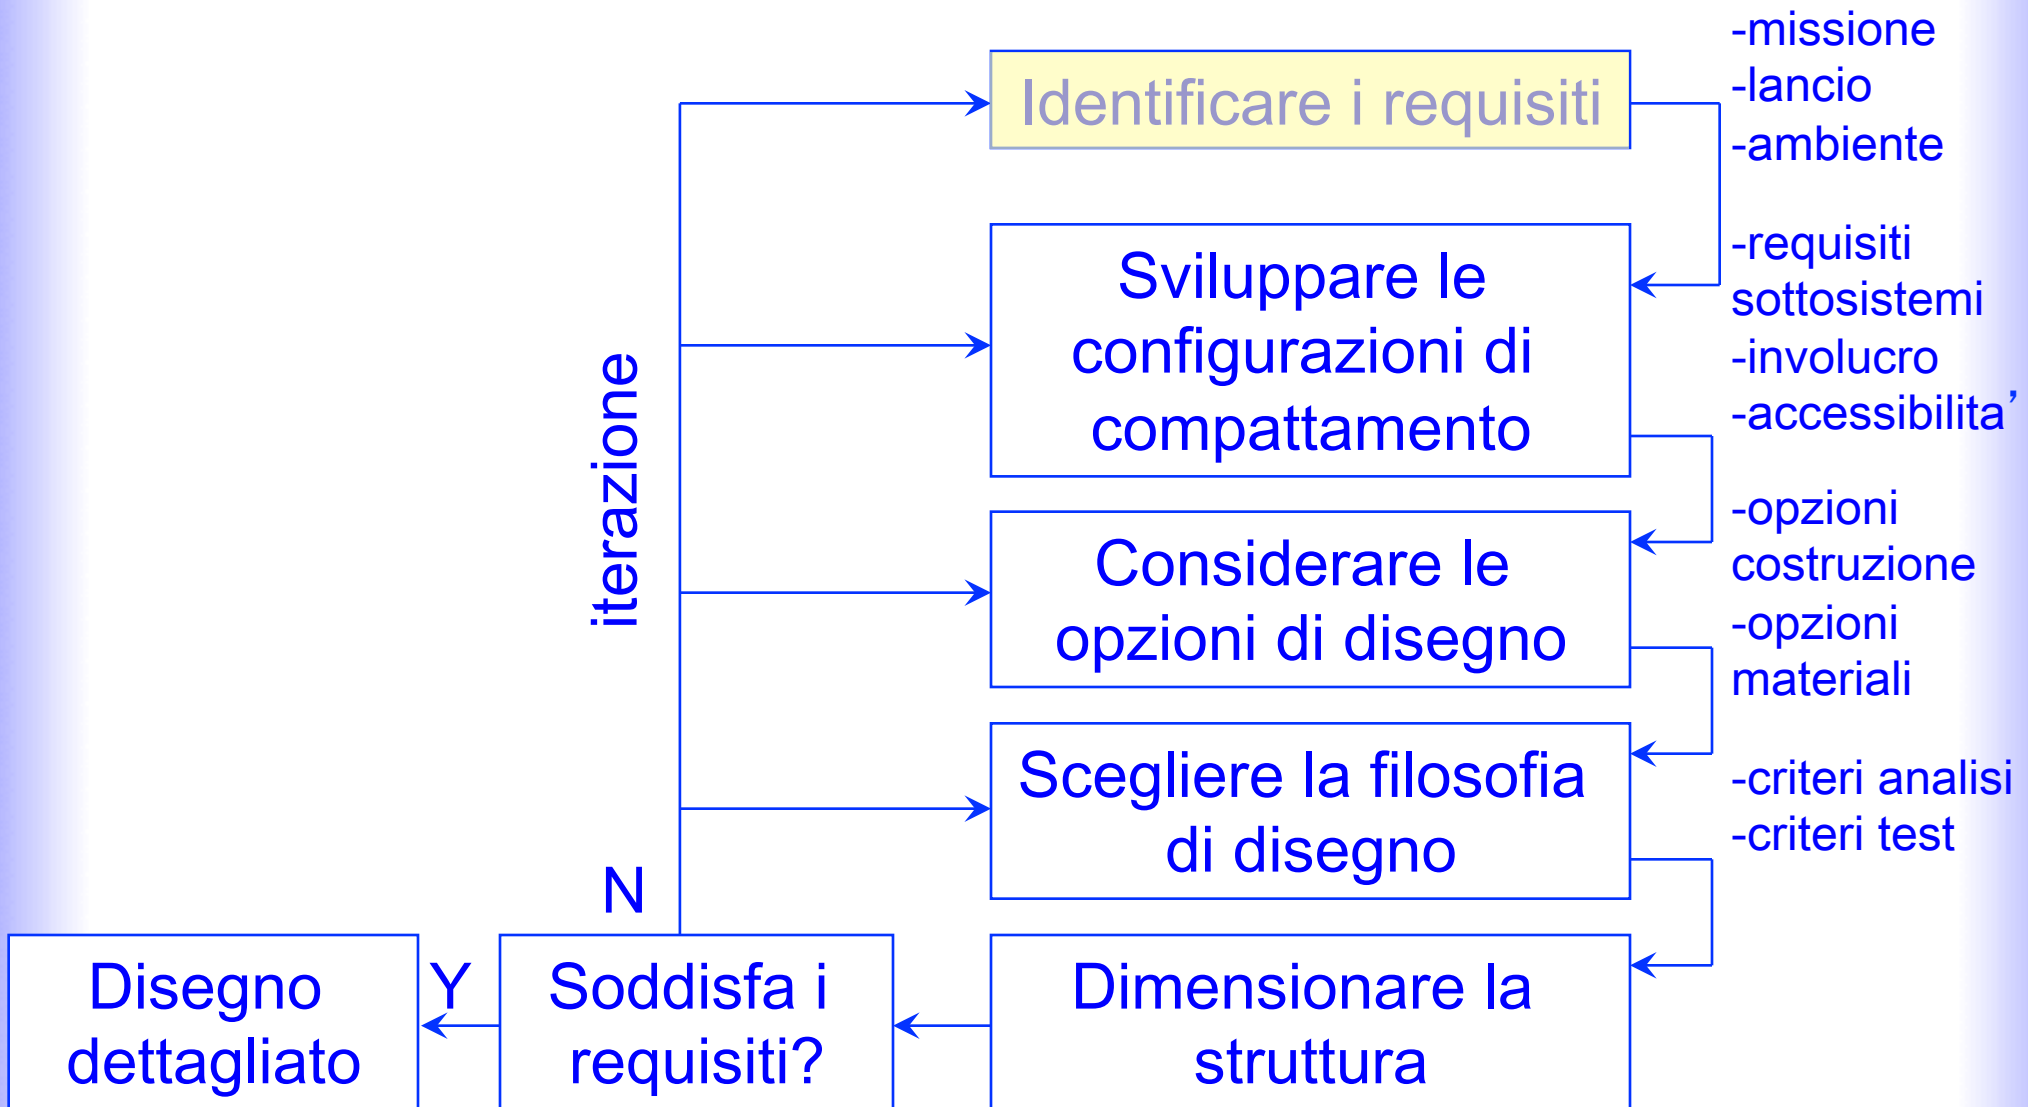 Identificare i requisiti
-missione
-lancio
-ambiente
Sviluppare le
configurazioni di
compattamento
-requisiti
sottosistemi
-involucro
-accessibilita’
iterazione
Considerare le
opzioni di disegno
-opzioni
costruzione
-opzioni
materiali
Scegliere la filosofia
di disegno
-criteri analisi
-criteri test
N
Disegno
dettagliato
Y
Soddisfa i
requisiti?
Dimensionare la
struttura